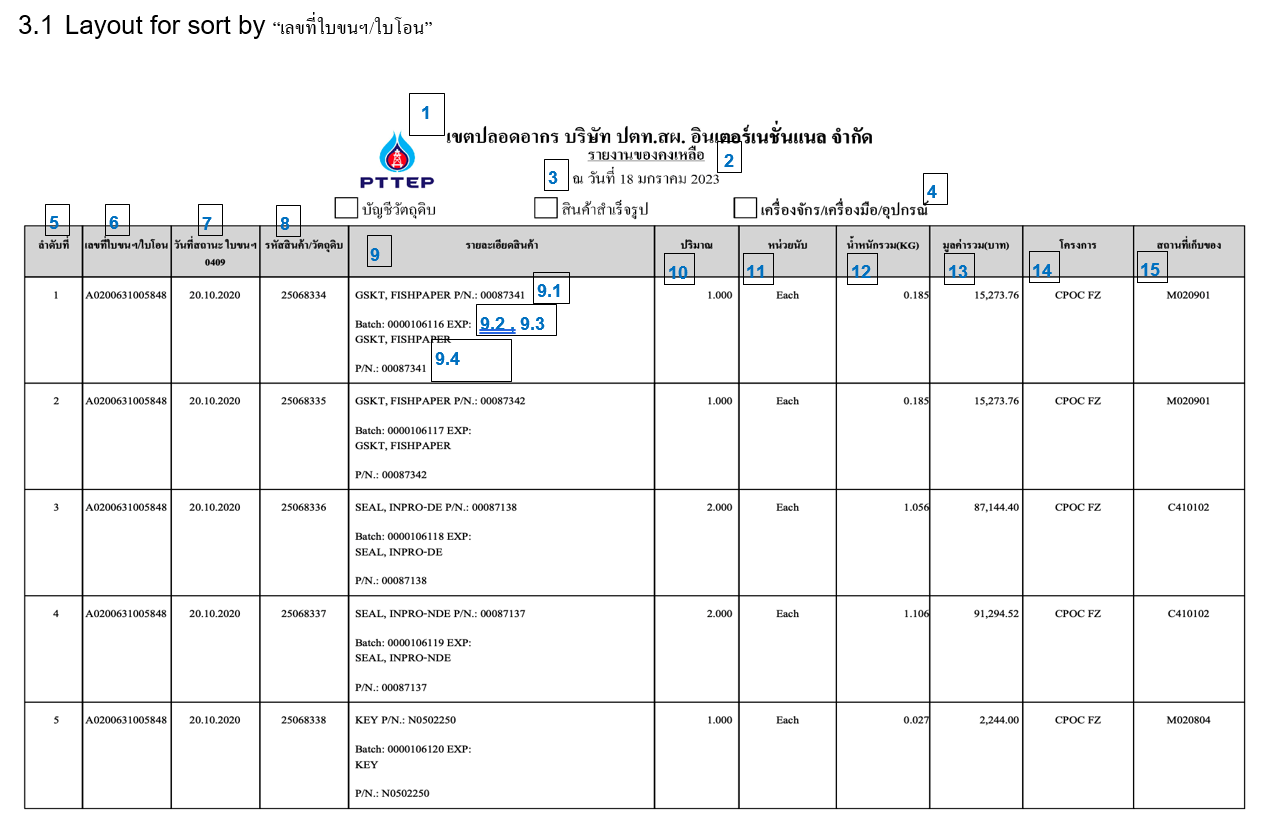 3.1 Layout for sort by “เลขที่ใบขนฯ/ใบโอน”
1
เขตปลอดอากร บริษัท ปตท.สผ. อินเตอร์เนชั่นแนล จำกัด
รายงานของคงเหลือ 2
3 ณ วันที่ 18 มกราคม 2023
PTTEP
4
บัญชีวัตถุดิบ สินค้าสำเร็จรูป เครื่องจักร/เครื่องมือ/อุปกรณ์
5 6 7 8
ลำดับที่ เลขที่ใบขนฯ/ใบโอน วันที่สถานะ ใบขนฯ รหัสสินค้า/วัตถุดิบ 9 รายละเอียดสินค้า ปริมาณ หน่วยนับ น้ำหนักรวม(KG) มูลค่ารวม(บาท) โครงการ สถานที่เก็บของ
0409
10 11 12 13 14 15
1 A0200631005848 20.10.2020 25068334 GSKT, FISHPAPER P/N.: 00087341 9.1 1.000 Each 0.185 15,273.76 CPOC FZ M020901
Batch: 0000106116 EXP: 9.2 , 9.3
GSKT, FISHPAPER
9.4
P/N.: 00087341
2 A0200631005848 20.10.2020 25068335 GSKT, FISHPAPER P/N.: 00087342 1.000 Each 0.185 15,273.76 CPOC FZ M020901
Batch: 0000106117 EXP:
GSKT, FISHPAPER
P/N.: 00087342
3 A0200631005848 20.10.2020 25068336 SEAL, INPRO-DE P/N.: 00087138 2.000 Each 1.056 87,144.40 CPOC FZ C410102
Batch: 0000106118 EXP:
SEAL, INPRO-DE
P/N.: 00087138
4 A0200631005848 20.10.2020 25068337 SEAL, INPRO-NDE P/N.: 00087137 2.000 Each 1.106 91,294.52 CPOC FZ C410102
Batch: 0000106119 EXP:
SEAL, INPRO-NDE
P/N.: 00087137
5 A0200631005848 20.10.2020 25068338 KEY P/N.: N0502250 1.000 Each 0.027 2,244.00 CPOC FZ M020804
Batch: 0000106120 EXP:
KEY
P/N.: N0502250